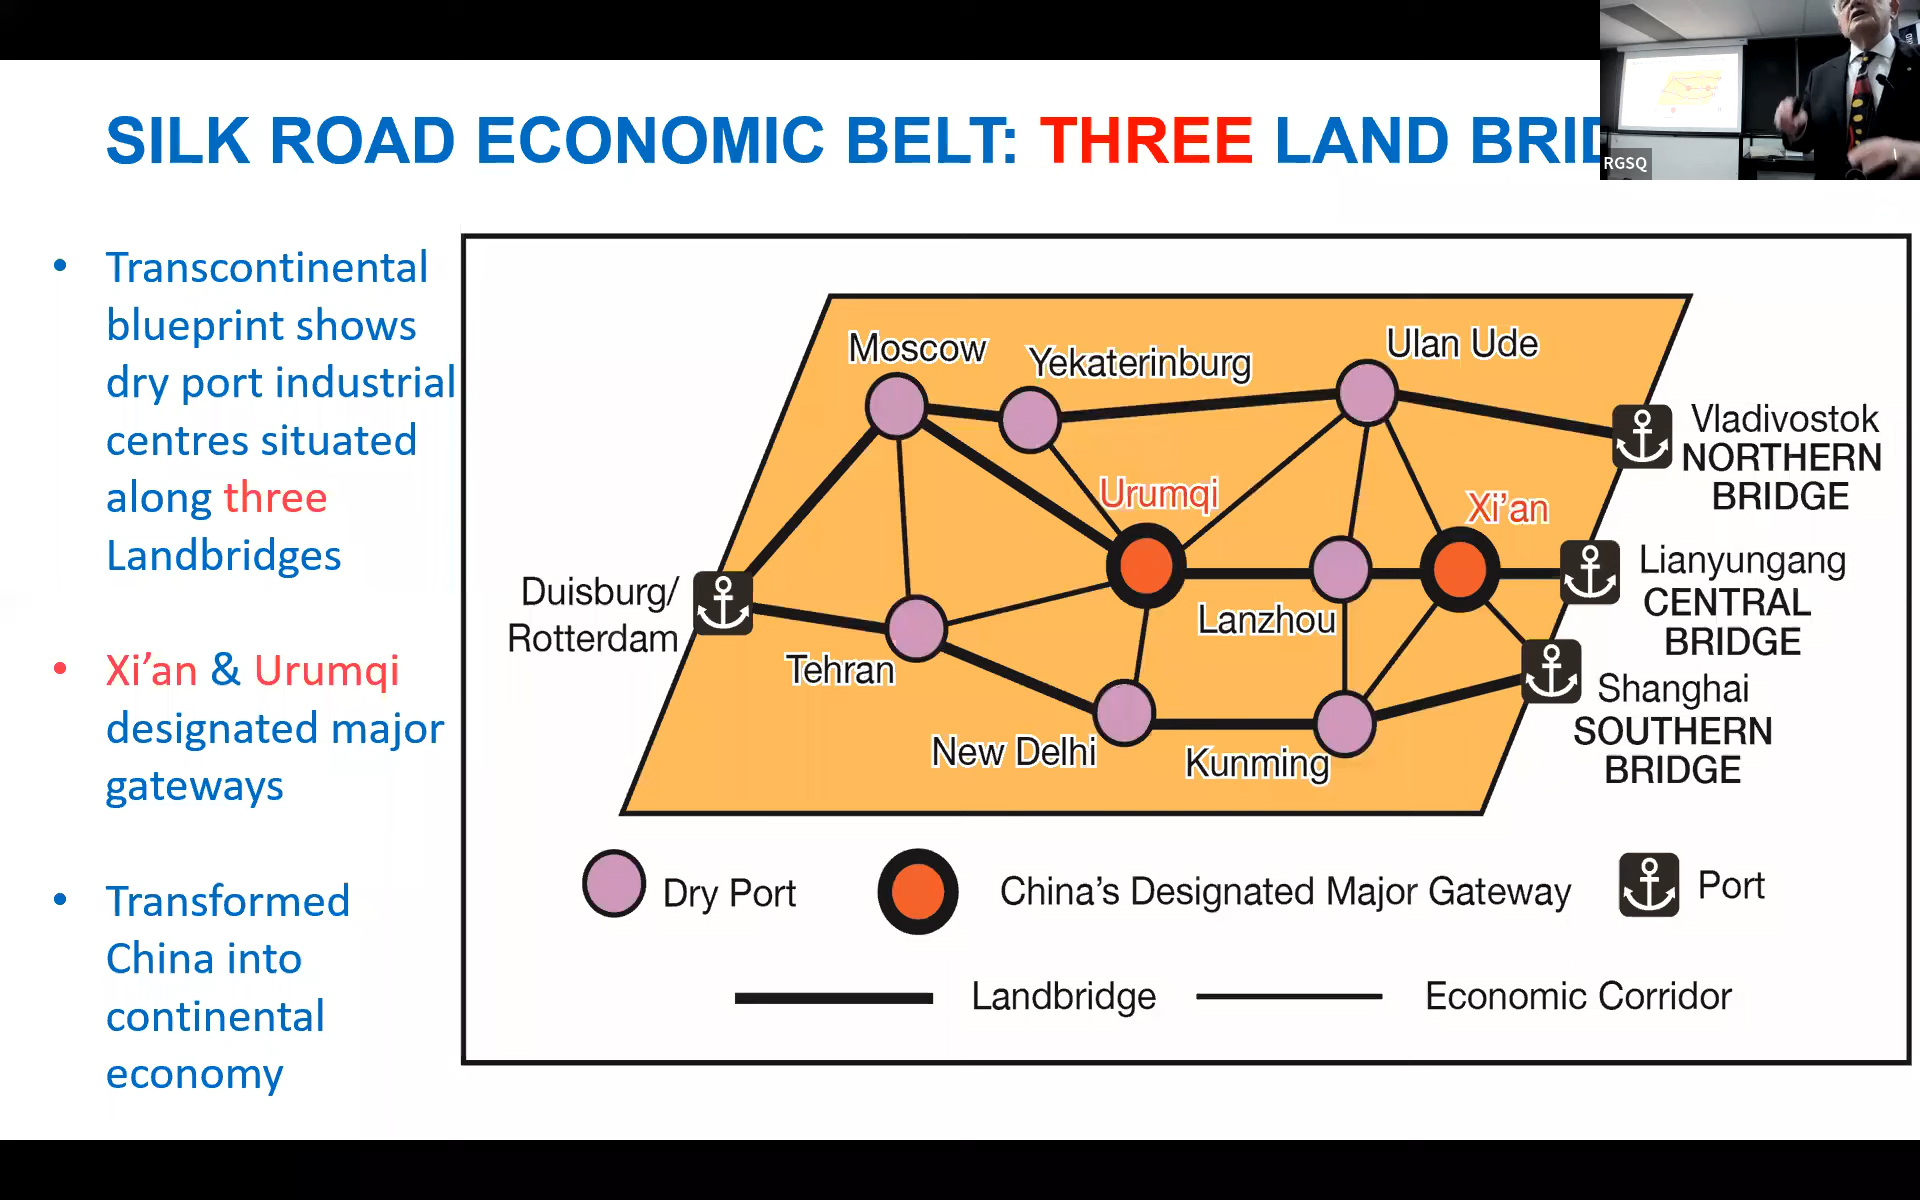 SILK ROAD ECONOMIC BELT: THREE LAND
RGSQ
• Transcontinental
blueprint shows
dry port industrial
centres situated
along three
Landbridges
• Xi’an & Urumqi
designated major
gateways
• Transformed
China into
continental
economy
Moscow
Yekaterinburg
Ulan Ude
Vladivostok
NORTHERN
BRIDGE
Urumqi
Xi’an
Lianyungang
CENTRAL
BRIDGE
Duisburg/
Rotterdam
Lanzhou
Tehran
Shanghai
SOUTHERN
BRIDGE
New Delhi
Kunming
Dry Port
China’s Designated Major Gateway
Port
Landbridge
Economic Corridor